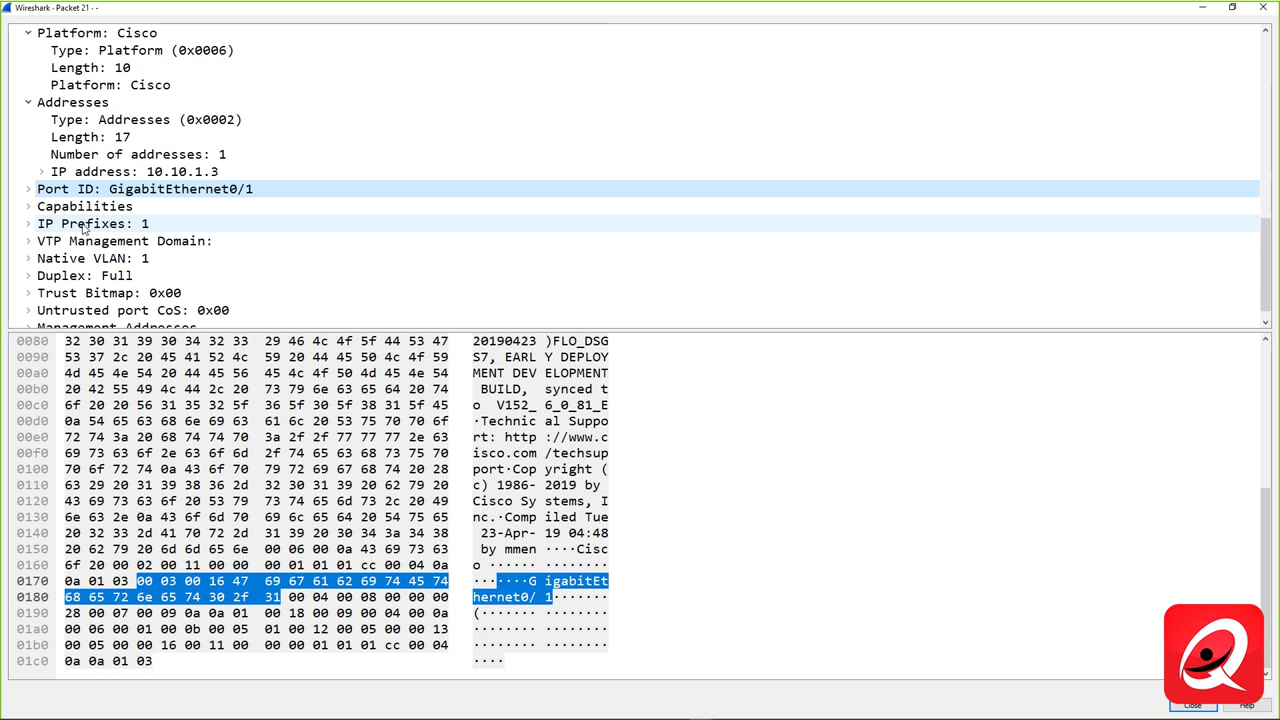 Wireshark · Packet 21 · -
Platform: Cisco
Type: Platform (0x0006)
Length: 10
Platform: Cisco
Addresses
Type: Addresses (0x0002)
Length: 17
Number of addresses: 1
IP address: 10.10.1.3
Port ID: GigabitEthernet0/1
Capabilities
IP Prefixes: 1
VTP Management Domain:
Native VLAN: 1
Duplex: Full
Trust Bitmap: 0x00
Untrusted port CoS: 0x00
Management Addresses
0080 32 30 31 39 30 34 32 33 29 46 4c 4f 5f 44 53 47 20190423 )FLO_DSG
0090 53 37 2c 20 45 41 52 4c 59 20 44 45 50 4c 4f 59 S7, EARL Y DEPLOY
00a0 4d 45 4e 54 20 44 45 56 45 4c 4f 50 4d 45 4e 54 MENT DEV ELOPMENT
00b0 20 42 55 49 4c 44 2c 20 73 79 6e 63 65 64 20 74 BUILD, synced t
00c0 6f 20 20 56 31 35 32 5f 36 5f 30 5f 38 31 5f 45 o V152_ 6_0_81_E
00d0 0a 54 65 63 68 6e 69 63 61 6c 20 53 75 70 70 6f ·Technic al Suppo
00e0 72 74 3a 20 68 74 74 70 3a 2f 2f 77 77 77 2e 63 rt: http ://www.c
00f0 69 73 63 6f 2e 63 6f 6d 2f 74 65 63 68 73 75 70 isco.com /techsup
0100 70 6f 72 74 0a 43 6f 70 79 72 69 67 68 74 20 28 port·Cop yright (
0110 63 29 20 31 39 38 36 2d 32 30 31 39 20 62 79 20 c) 1986- 2019 by
0120 43 69 73 63 6f 20 53 79 73 74 65 6d 73 2c 20 49 Cisco Sy stems, I
0130 6e 63 2e 0a 43 6f 6d 70 69 6c 65 64 20 54 75 65 nc.·Comp iled Tue
0140 20 32 33 2d 41 70 72 2d 31 39 20 30 34 3a 34 38 23-Apr- 19 04:48
0150 20 62 79 20 6d 6d 65 6e 00 06 00 0a 43 69 73 63 by mmen ····Cisc
0160 6f 20 00 02 00 11 00 00 00 01 01 01 cc 00 04 0a o ······ ········
0170 0a 01 03 00 03 00 16 47 69 67 61 62 69 74 45 74 ·······G igabitEt
0180 68 65 72 6e 65 74 30 2f 31 00 04 00 08 00 00 00 hernet0/ 1·······
0190 28 00 07 00 09 0a 0a 01 00 18 00 09 00 04 00 0a (······· ········
01a0 00 06 00 01 00 0b 00 05 01 00 12 00 05 00 00 13 ········ ········
01b0 00 05 00 00 16 00 11 00 00 00 01 01 01 cc 00 04 ········ ········
01c0 0a 0a 01 03 ····
Close
Help